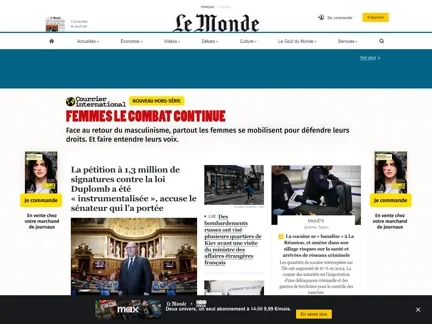 Français
Consulter
le journal
Le Monde
Se connecter
S'abonner
Actualités
Économie
Vidéos
Débats
Culture
Le Goût du Monde
Services
Voir plus
Courrier
international
NOUVEAU HORS-SÉRIE
FEMMES LE COMBAT CONTINUE
Face au retour du masculinisme, partout les femmes se mobilisent pour défendre leurs
droits. Et faire entendre leurs voix.
Je commande
En vente chez
votre marchand
de journaux
La pétition à 1,3 million de
signatures contre la loi
Duplomb a été
« instrumentalisée », accuse le
sénateur qui l'a portée
LIVE Des
bombardements
russes ont visé
plusieurs quartiers de
Kiev avant une visite
du ministre des
affaires étrangères
français
ENQUÊTE
La cocaïne se « banalise » à La
Réunion, et amène dans son
sillage risques sur la santé et
arrivée de réseaux criminels
Je commande
En vente chez
votre marchand
de journaux
max
Le Monde
HBO max
Deux univers, un seul abonnement à 14,99 9,99 €/mois.
En savoir plus